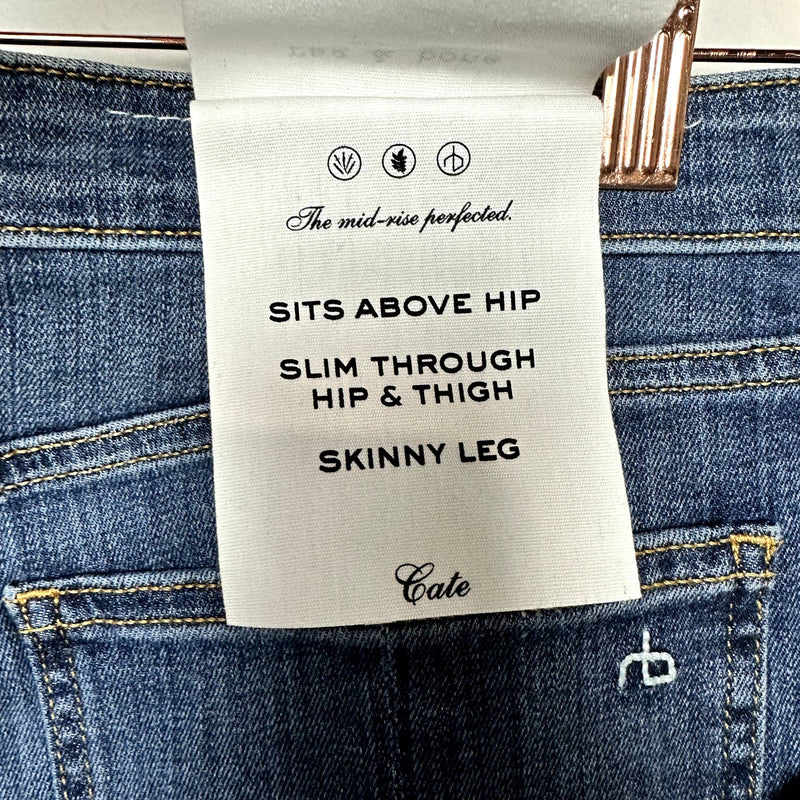 The mid-rise perfected.
SITS ABOVE HIP
SLIM THROUGH
HIP & THIGH
SKINNY LEG
Cate
rb